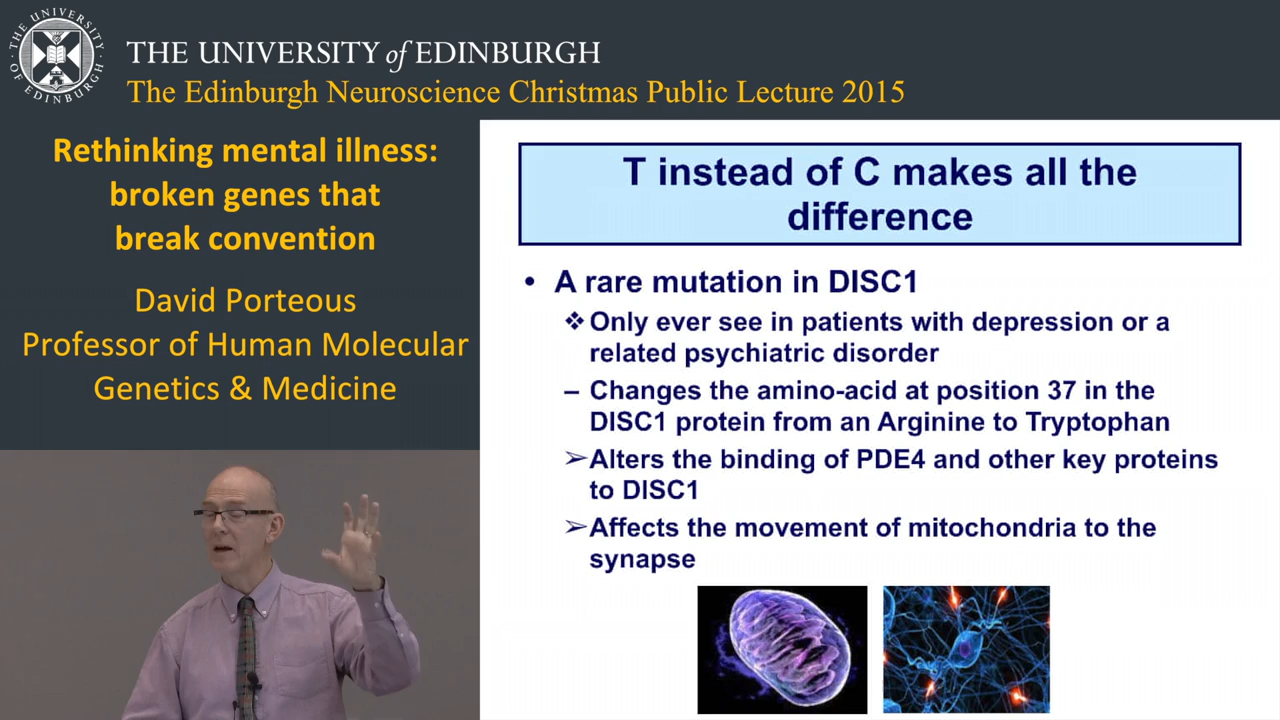 THE UNIVERSITY of EDINBURGH
The Edinburgh Neuroscience Christmas Public Lecture 2015
THE UNIVERSITY OF EDINBURGH
Rethinking mental illness:
broken genes that
break convention
David Porteous
Professor of Human Molecular
Genetics & Medicine
T instead of C makes all the
difference
• A rare mutation in DISC1
❖Only ever see in patients with depression or a
related psychiatric disorder
– Changes the amino-acid at position 37 in the
DISC1 protein from an Arginine to Tryptophan
➢Alters the binding of PDE4 and other key proteins
to DISC1
➢Affects the movement of mitochondria to the
synapse